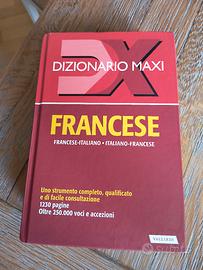 DX
DIZIONARIO MAXI
FRANCESE
FRANCESE-ITALIANO • ITALIANO-FRANCESE
Uno strumento completo, qualificato
e di facile consultazione
1230 pagine
Oltre 250.000 voci e accezioni
VALLARDI